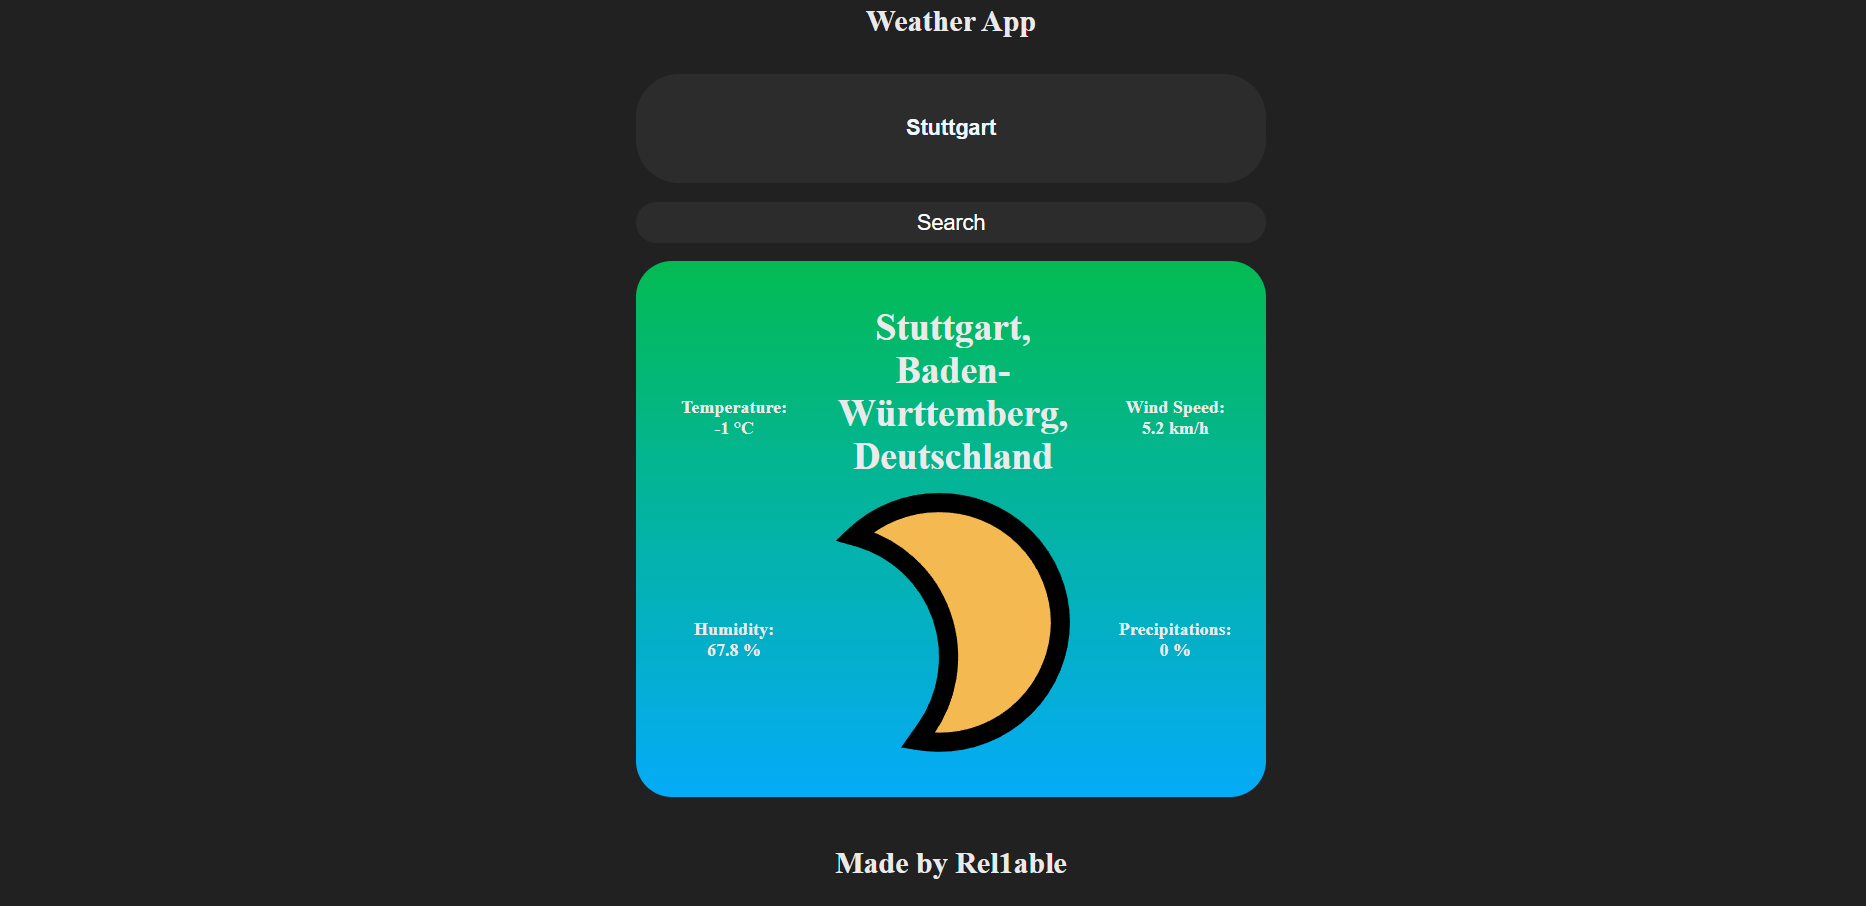 Weather App
Stuttgart
Search
Stuttgart,
Baden-
Württemberg,
Deutschland
Temperature:
-1 °C
Wind Speed:
5.2 km/h
Humidity:
67.8 %
Precipitations:
0 %
Made by Rel1able